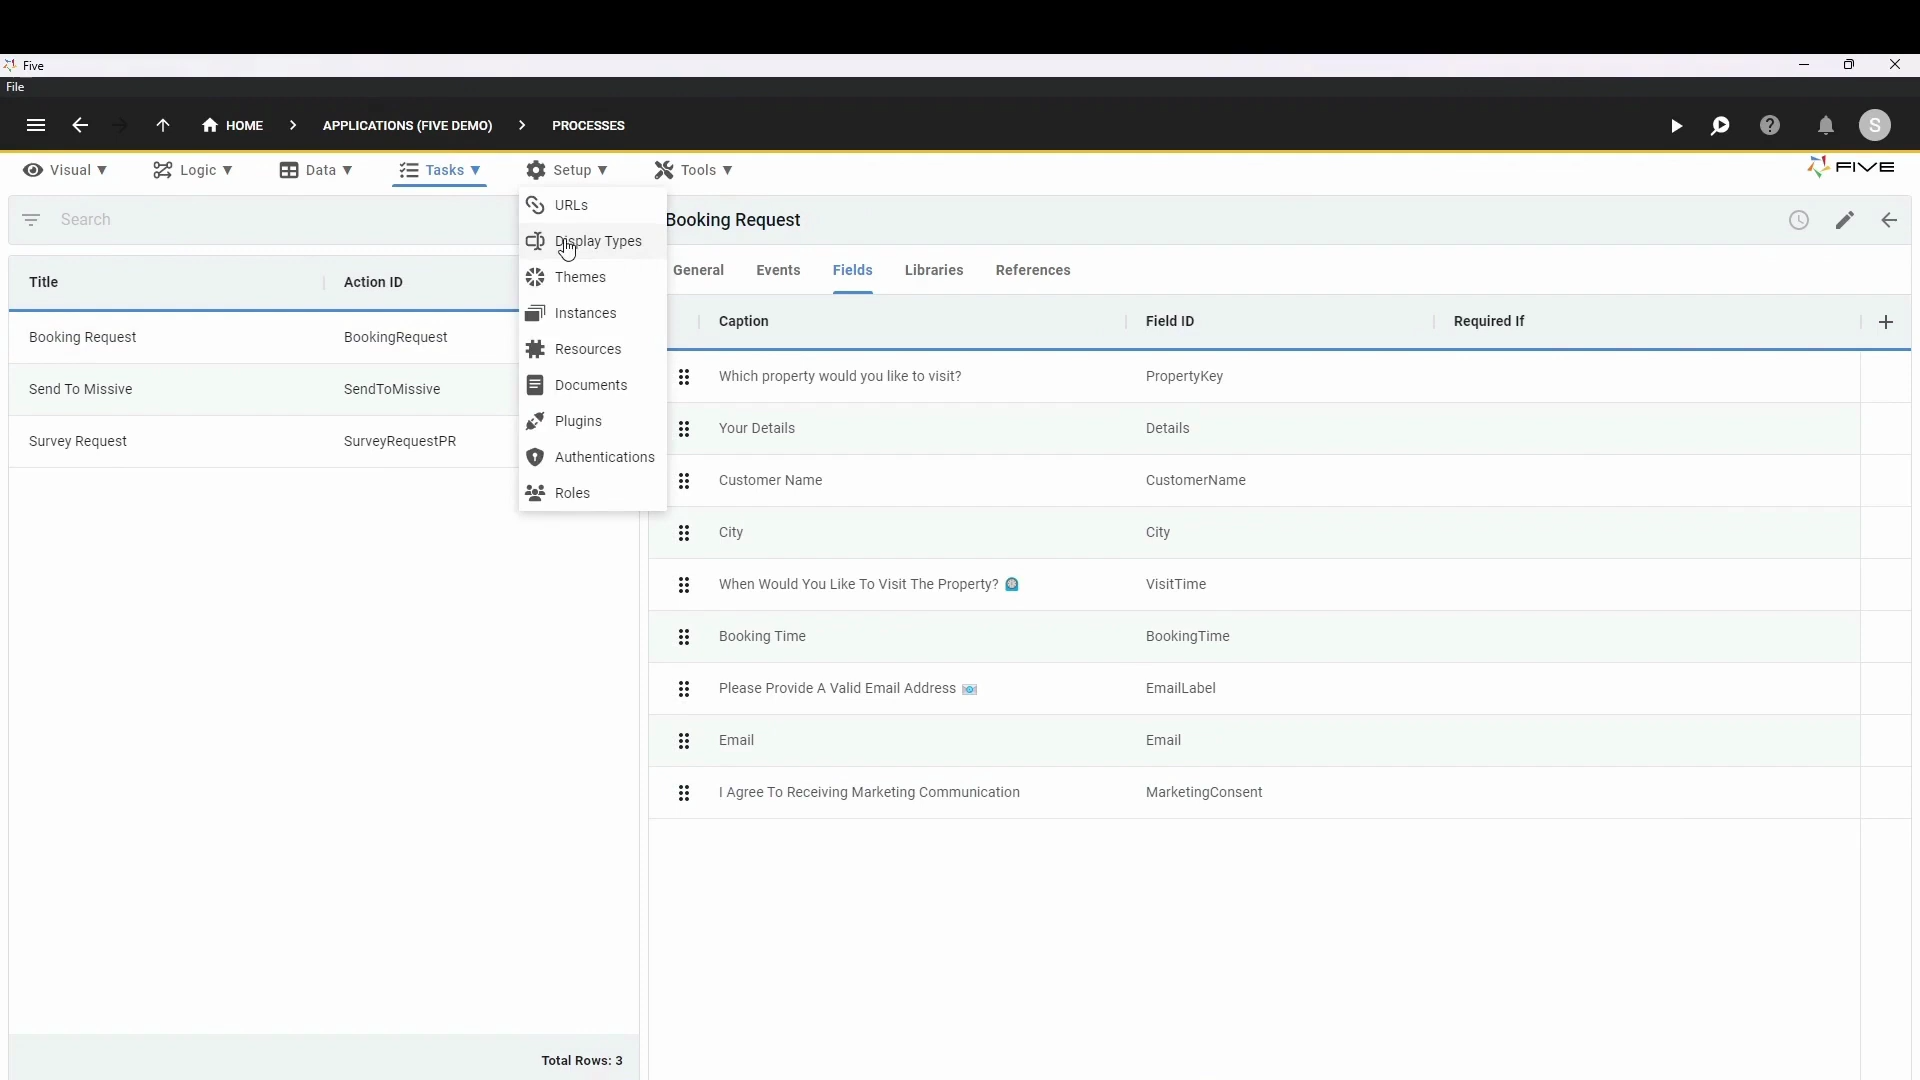 Five
File
HOME > APPLICATIONS (FIVE DEMO) > PROCESSES
S
Visual ▼ Logic ▼ Data ▼ Tasks ▼ Setup ▼ Tools ▼
FIVE
Search
URLs
Display Types
Themes
Instances
Resources
Documents
Plugins
Authentications
Roles
Title Action ID
Booking Request BookingRequest
Send To Missive SendToMissive
Survey Request SurveyRequestPR
Total Rows: 3
Booking Request
General Events Fields Libraries References
Caption Field ID Required If
Which property would you like to visit? PropertyKey
Your Details Details
Customer Name CustomerName
City City
When Would You Like To Visit The Property? VisitTime
Booking Time BookingTime
Please Provide A Valid Email Address 📧 EmailLabel
Email Email
I Agree To Receiving Marketing Communication MarketingConsent